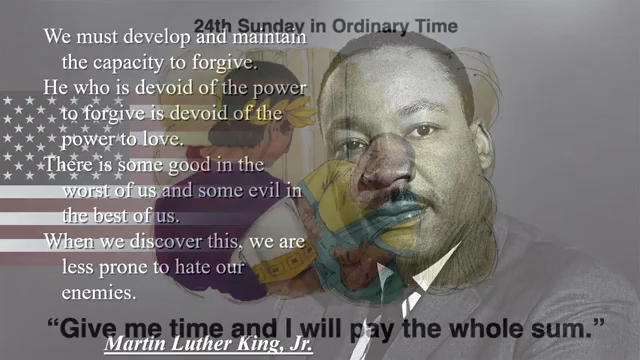 24th Sunday in Ordinary Time
We must develop and maintain
the capacity to forgive.
He who is devoid of the power
to forgive is devoid of the
power to love.
There is some good in the
worst of us and some evil in
the best of us.
When we discover this, we are
less prone to hate our
enemies.
“Give me time and I will pay the whole sum.”
Martin Luther King, Jr.